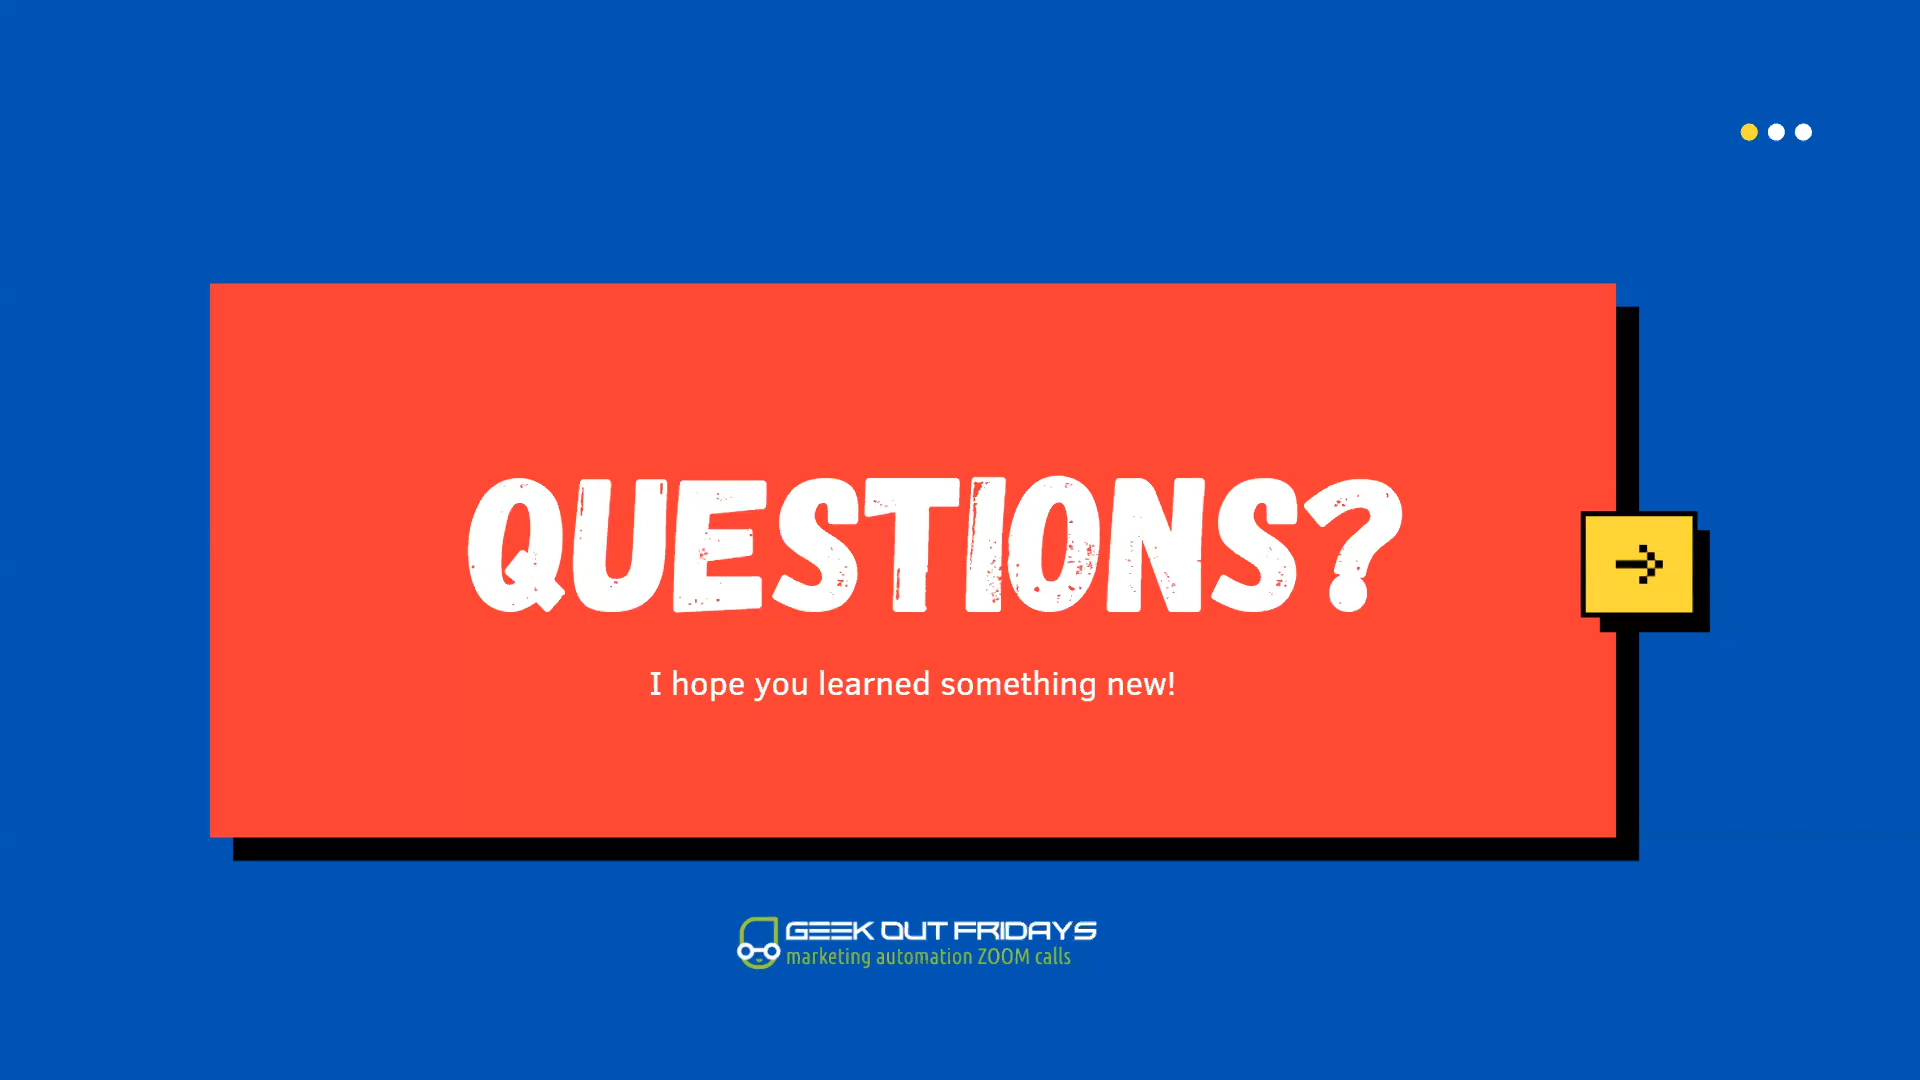 QUESTIONS?
I hope you learned something new!
GEEK OUT FRIDAYS
marketing automation ZOOM calls